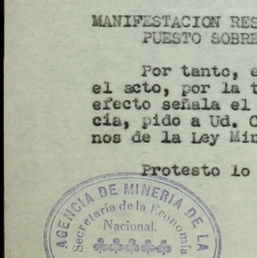 MANIFESTACION RES
PUESTO SOBRE
Por tanto, e
el acto, por la t
efecto señala el
cia, pido a Ud. C
nos de la Ley Min
Protesto lo
AGENCIA DE MINERIA DE LA
Secretaría de la Economía
Nacional.